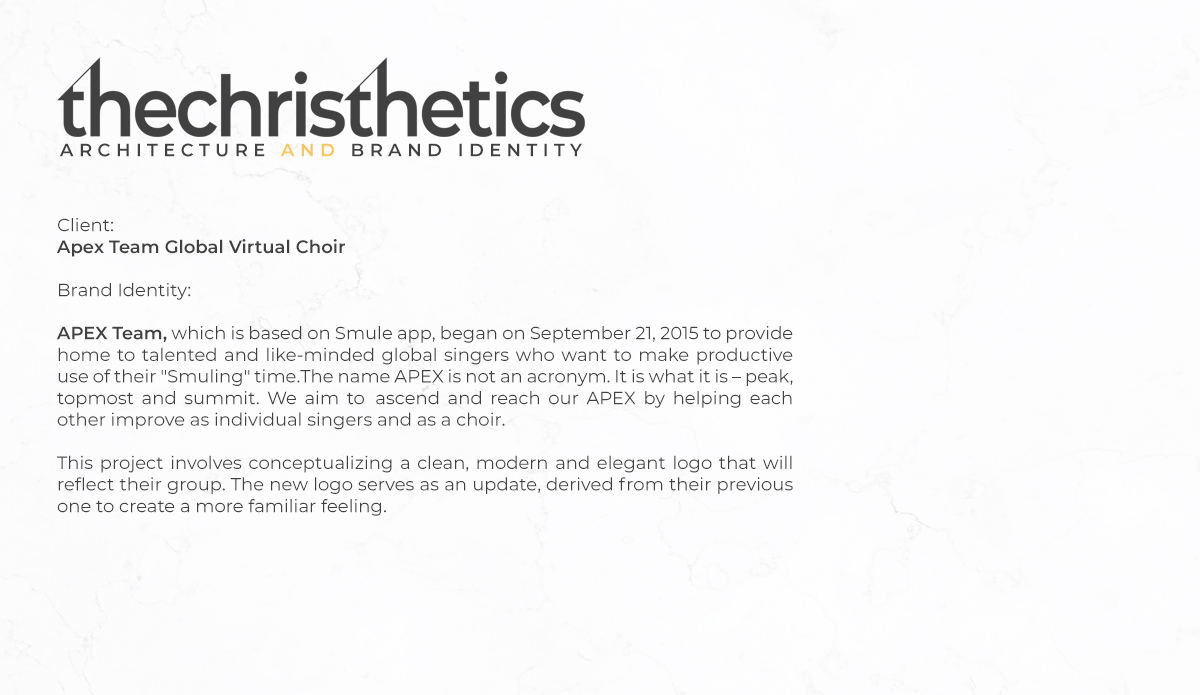 thechristhetics
ARCHITECTURE AND BRAND IDENTITY
Client:
Apex Team Global Virtual Choir
Brand Identity:
APEX Team, which is based on Smule app, began on September 21, 2015 to provide
home to talented and like-minded global singers who want to make productive
use of their "Smuling" time.The name APEX is not an acronym. It is what it is – peak,
topmost and summit. We aim to ascend and reach our APEX by helping each
other improve as individual singers and as a choir.
This project involves conceptualizing a clean, modern and elegant logo that will
reflect their group. The new logo serves as an update, derived from their previous
one to create a more familiar feeling.